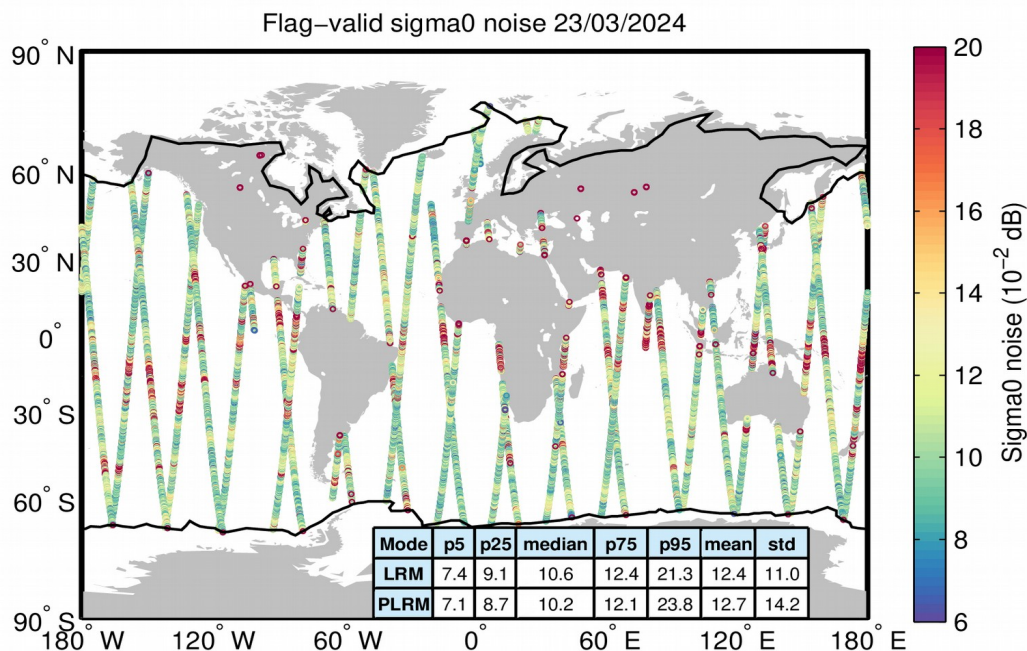 Flag−valid sigma0 noise 23/03/2024
90° N
60° N
30° N
0°
30° S
60° S
90° S
180° W
120° W
60° W
0°
60° E
120° E
180° E
Mode p5 p25 median p75 p95 mean std
LRM 7.4 9.1 10.6 12.4 21.3 12.4 11.0
PLRM 7.1 8.7 10.2 12.1 23.8 12.7 14.2
20
18
16
14
12
10
8
6
Sigma0 noise (10⁻² dB)